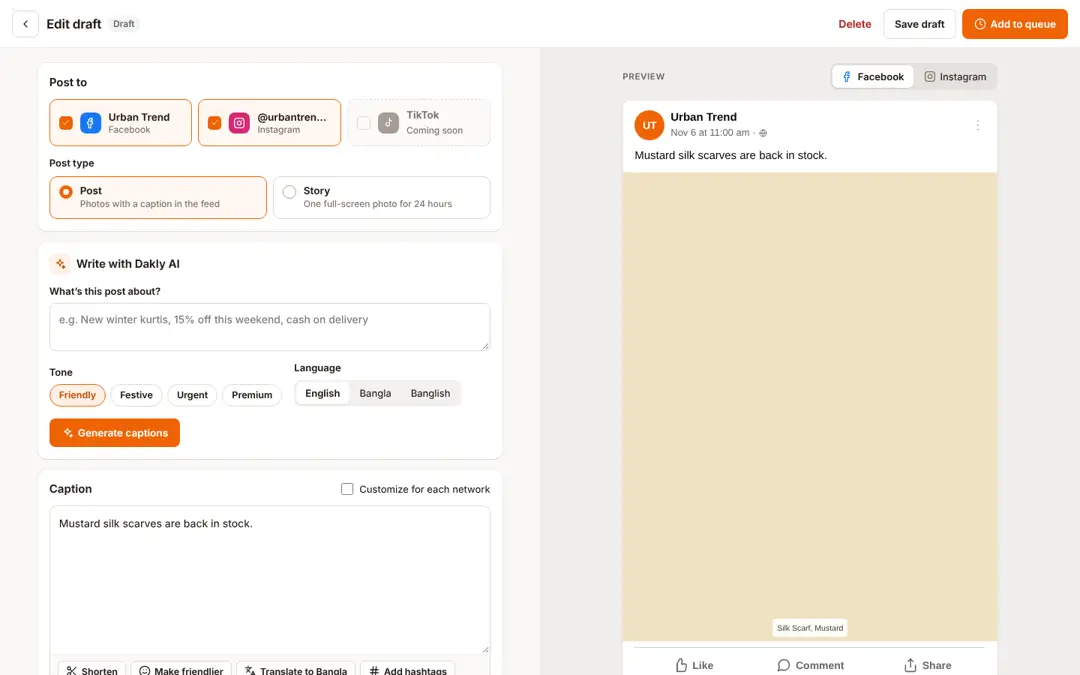 Edit draft Draft Delete Save draft Add to queue
Post to
Urban Trend
Facebook
@urbantren...
Instagram
TikTok
Coming soon
Post type
Post
Photos with a caption in the feed
Story
One full-screen photo for 24 hours
Write with Dakly AI
What's this post about?
e.g. New winter kurtis, 15% off this weekend, cash on delivery
Tone
Friendly Festive Urgent Premium
Language
English Bangla Banglish
Generate captions
Caption Customize for each network
Mustard silk scarves are back in stock.
Shorten Make friendlier Translate to Bangla Add hashtags
PREVIEW Facebook Instagram
UT
Urban Trend
Nov 6 at 11:00 am ·
Mustard silk scarves are back in stock.
Silk Scarf, Mustard
Like Comment Share